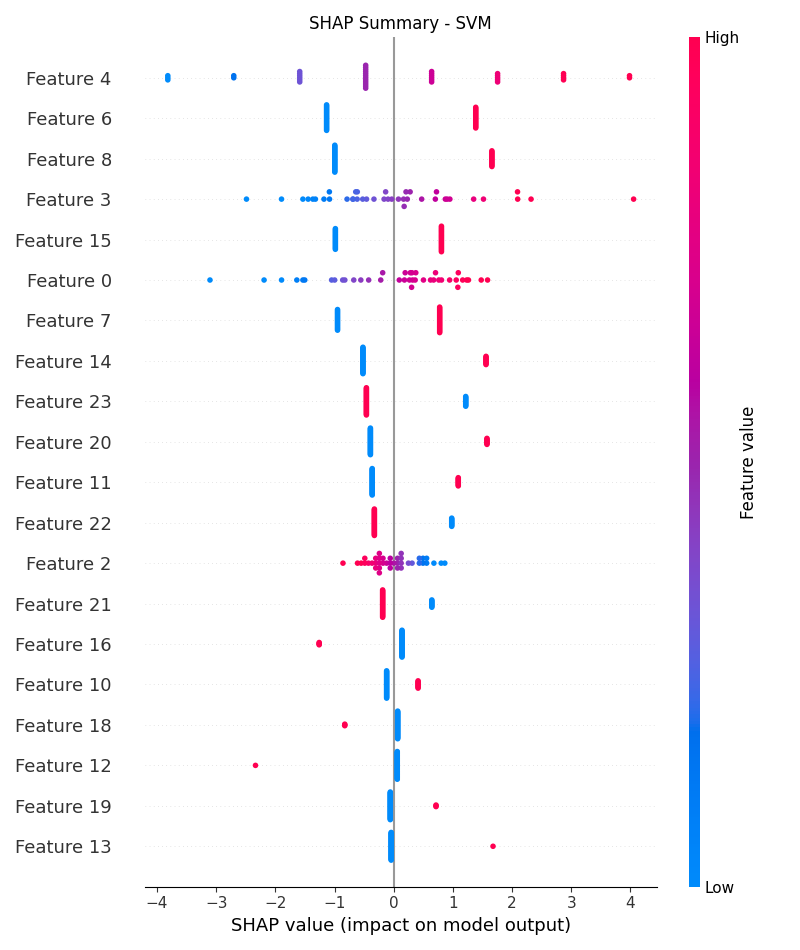 SHAP Summary - SVM
High
Feature 4
Feature 6
Feature 8
Feature 3
Feature 15
Feature 0
Feature 7
Feature 14
Feature 23
Feature 20
Feature 11
Feature 22
Feature 2
Feature 21
Feature 16
Feature 10
Feature 18
Feature 12
Feature 19
Feature 13
Feature value
Low
−4 −3 −2 −1 0 1 2 3 4
SHAP value (impact on model output)